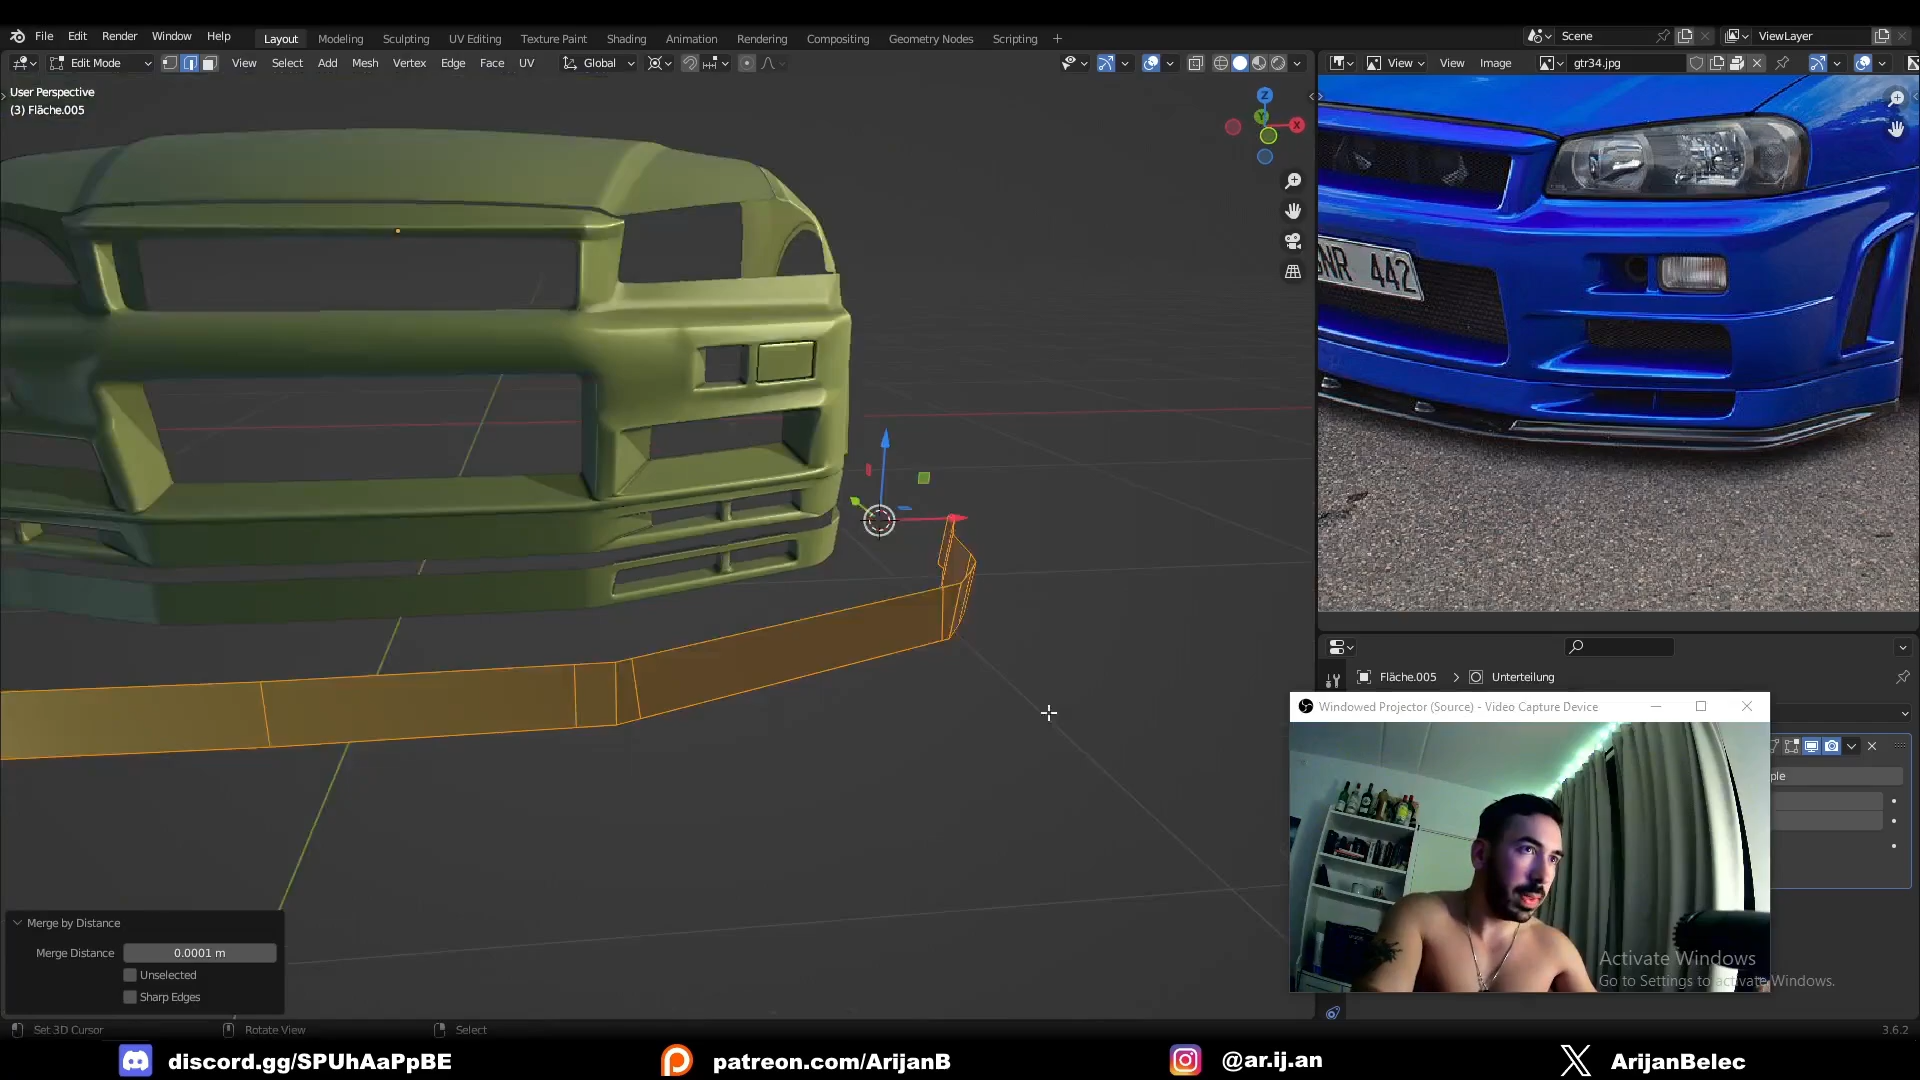 File Edit Render Window Help
Layout Modeling Sculpting UV Editing Texture Paint Shading Animation Rendering Compositing Geometry Nodes Scripting +
Scene
ViewLayer
Edit Mode
View Select Add Mesh Vertex Edge Face UV
Global
View View Image
gtr34.jpg
User Perspective
(3) Fläche.005
Z
Y
X
NR 442
Fläche.005 > Unterteilung
Windowed Projector (Source) - Video Capture Device
ple
Merge by Distance
Merge Distance 0.0001 m
Unselected
Sharp Edges
Activate Windows
Go to Settings to activate Windows.
Set 3D Cursor Rotate View Select
3.6.2
discord.gg/SPUhAaPpBE patreon.com/ArijanB @ar.ij.an ArijanBelec